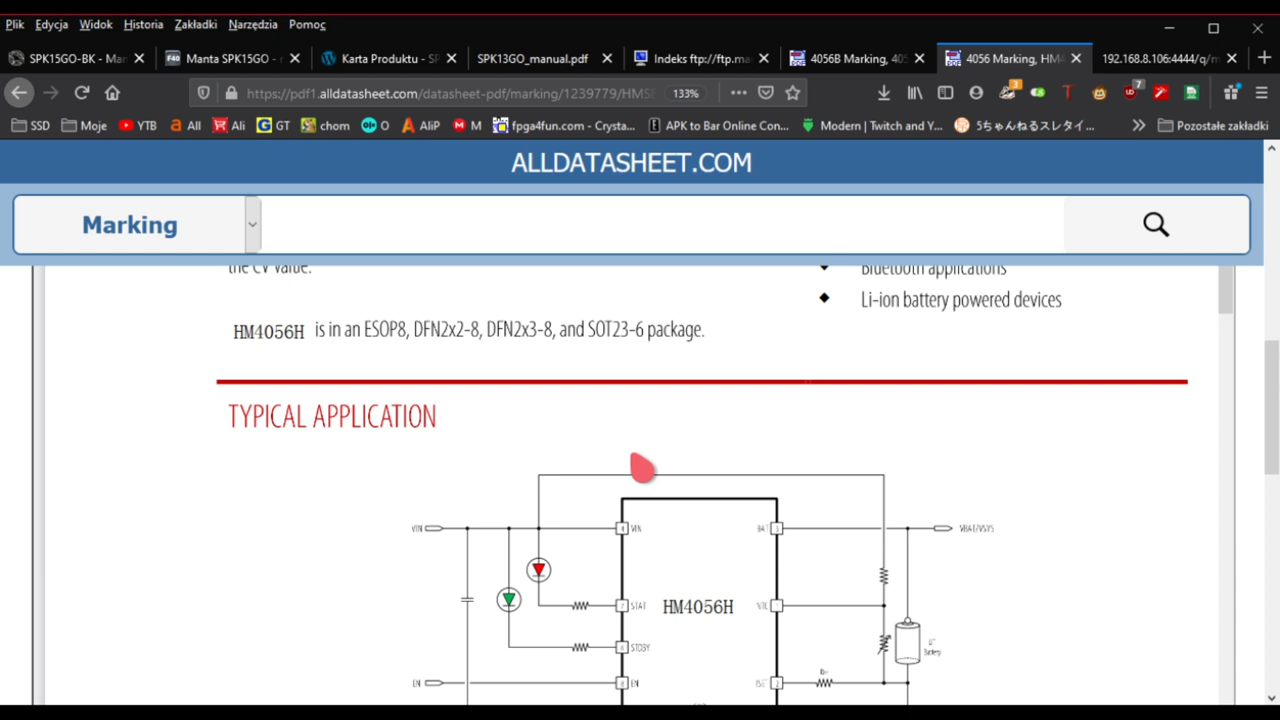 Plik Edycja Widok Historia Zakładki Narzędzia Pomoc
SPK15GO-BK - Ma
Manta SPK15GO -
Karta Produktu - S
SPK13GO_manual.pdf
Indeks ftp://ftp.ma
4056B Marking, 405
4056 Marking, HM4
192.168.8.106:4444/q/m
https://pdf1.alldatasheet.com/datasheet-pdf/marking/1239779/HMSE
133%
SSD Moje YTB All Ali GT chom O AliP M fpga4fun.com - Crysta... APK to Bar Online Con... Modern | Twitch and Y... 5ちゃんねるスレタイ... Pozostałe zakładki
ALLDATASHEET.COM
Marking
the CV value.
Bluetooth applications
Li-ion battery powered devices
HM4056H is in an ESOP8, DFN2x2-8, DFN2x3-8, and SOT23-6 package.
TYPICAL APPLICATION
VIN 4 VIN BAT VBAT/VSYS
STAT HM4056H
STDBY
Battery
EN EN